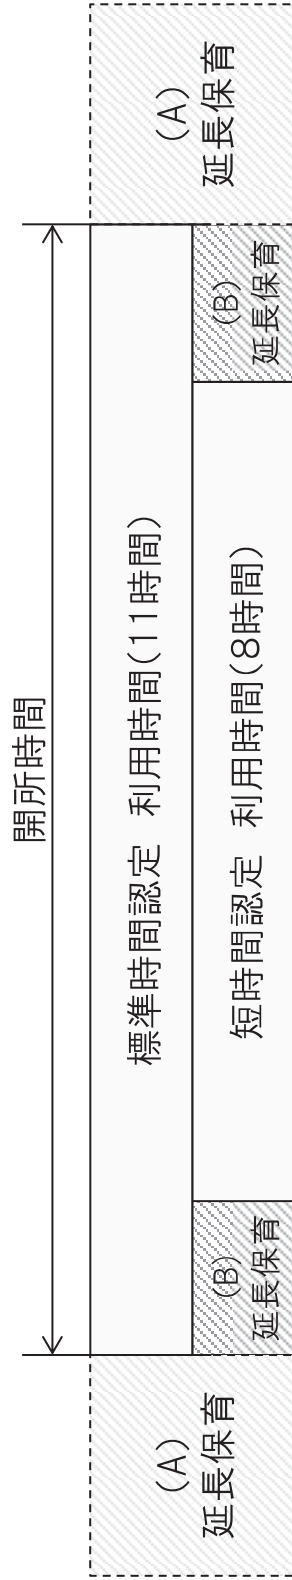 開所時間
(A)
延長保育
標準時間認定 利用時間(11時間)
(A)
延長保育
(B)
延長保育
短時間認定 利用時間(8時間)
(B)
延長保育